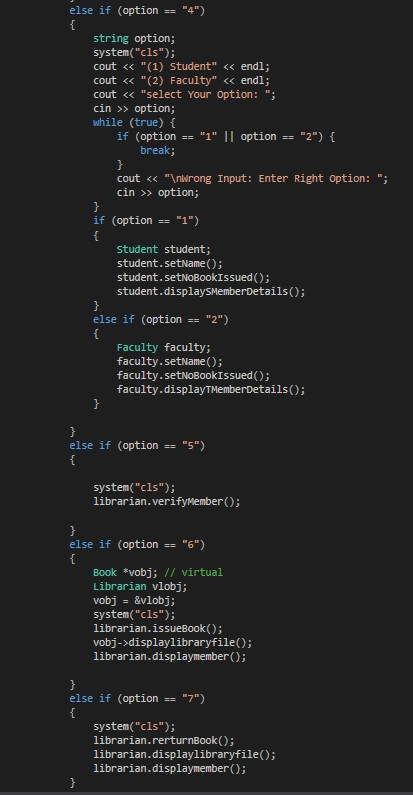 else if (option == "4")
{
string option;
system("cls");
cout << "(1) Student" << endl;
cout << "(2) Faculty" << endl;
cout << "select Your Option: ";
cin >> option;
while (true) {
if (option == "1" || option == "2") {
break;
}
cout << "\nWrong Input: Enter Right Option: ";
cin >> option;
}
if (option == "1")
{
Student student;
student.setName();
student.setNoBookIssued();
student.displaySMemberDetails();
}
else if (option == "2")
{
Faculty faculty;
faculty.setName();
faculty.setNoBookIssued();
faculty.displayTMemberDetails();
}
}
else if (option == "5")
{
system("cls");
librarian.verifyMember();
}
else if (option == "6")
{
Book *vobj; // virtual
Librarian vlobj;
vobj = &vlobj;
system("cls");
librarian.issueBook();
vobj->displaylibraryfile();
librarian.displaymember();
}
else if (option == "7")
{
system("cls");
librarian.rerturnBook();
librarian.displaylibraryfile();
librarian.displaymember();
}